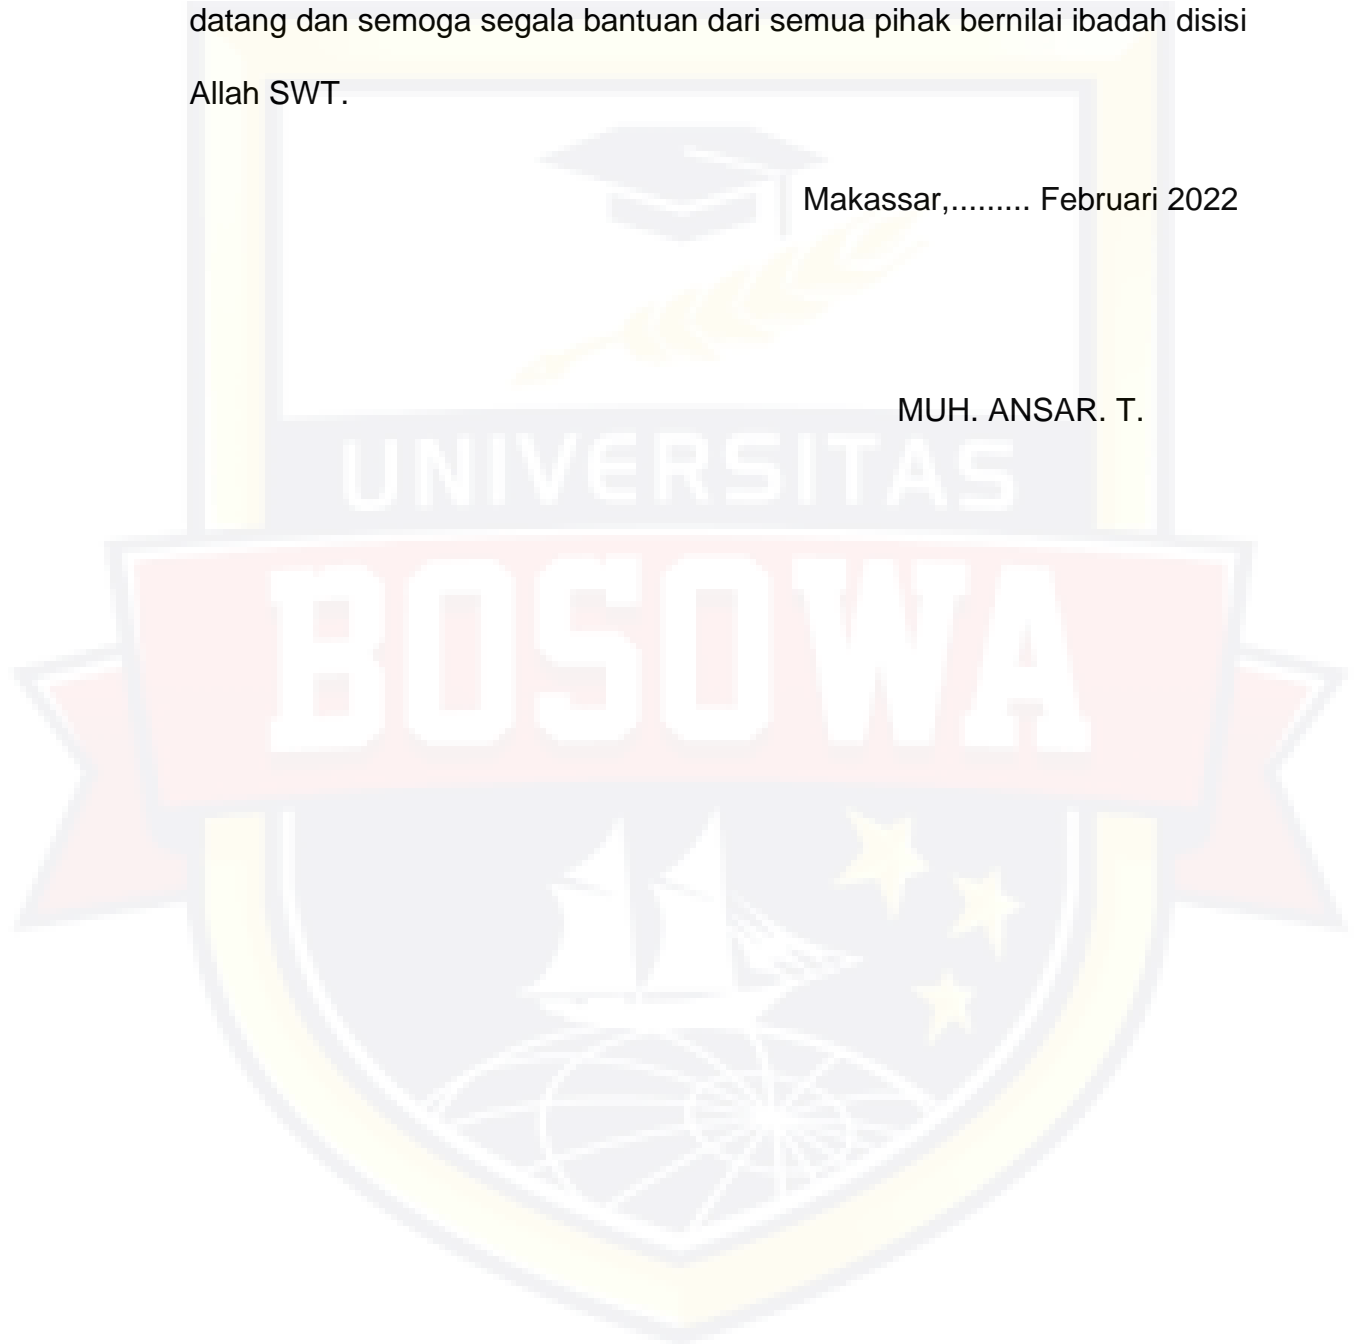 datang dan semoga segala bantuan dari semua pihak bernilai ibadah disisi
Allah SWT.
Makassar,......... Februari 2022
MUH. ANSAR. T.
UNIVERSITAS
BOSOWA